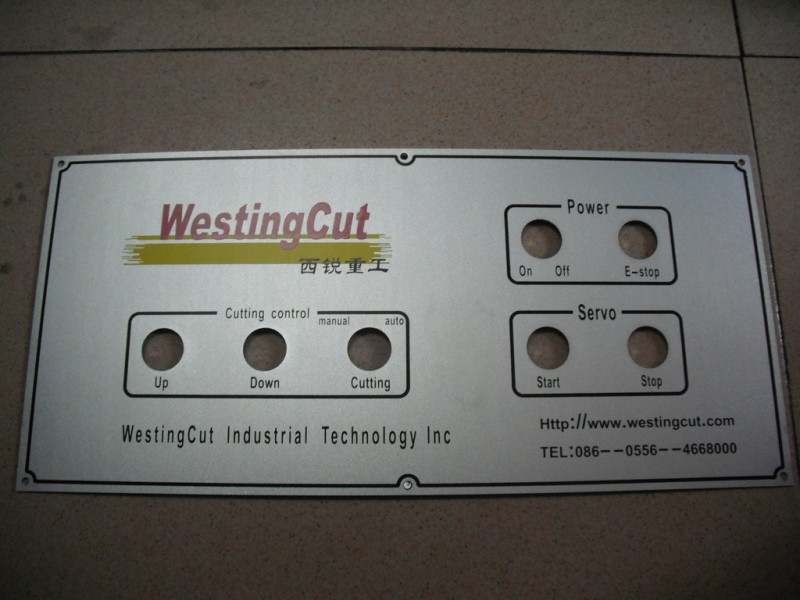 WestingCut
西锐重工
Power
On Off E-stop
Cutting control
manual auto
Up Down Cutting
Servo
Start Stop
WestingCut Industrial Technology Inc
Http://www.westingcut.com
TEL:086--0556--4668000